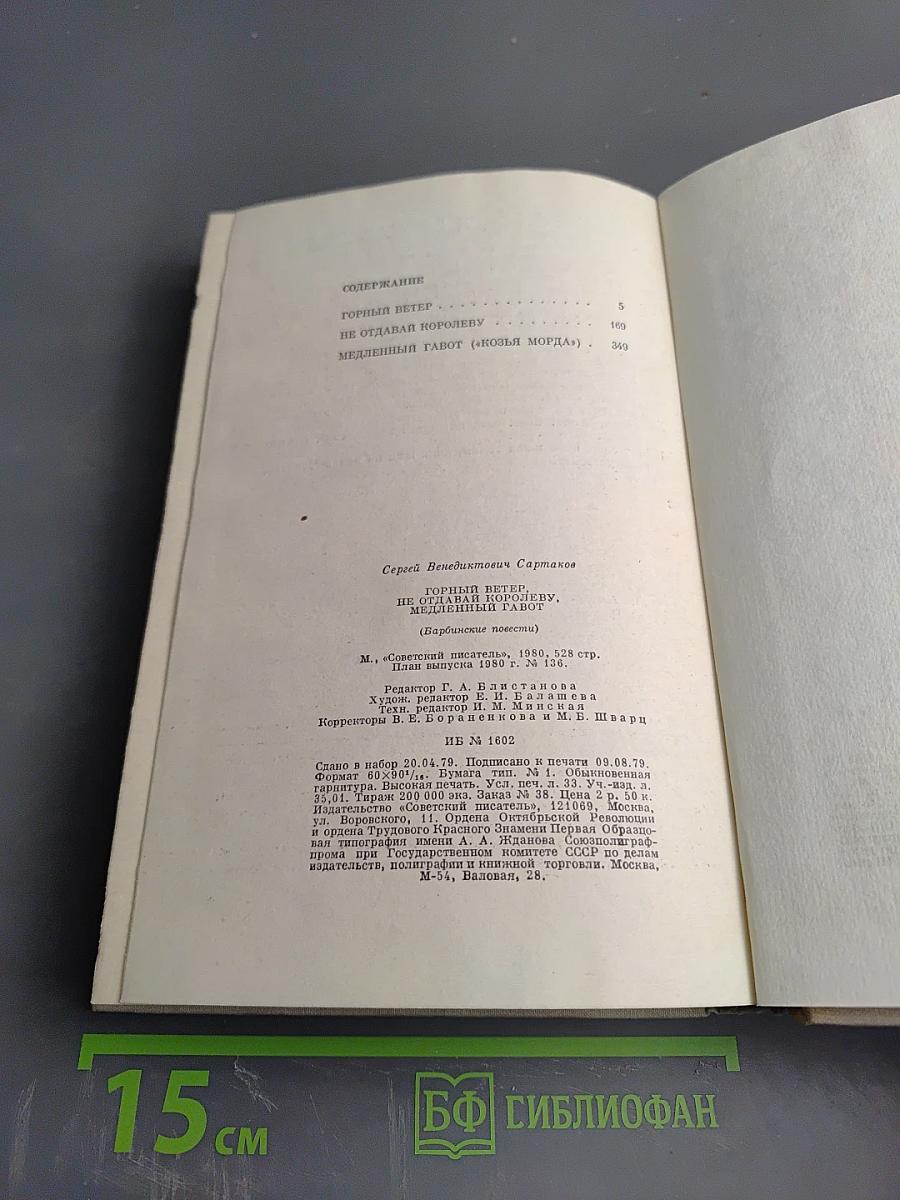 СОДЕРЖАНИЕ
ГОРНЫЙ ВЕТЕР . . . . . . . . . . . . . . 5
НЕ ОТДАВАЙ КОРОЛЕВУ . . . . . . . . . 169
МЕДЛЕННЫЙ ГАВОТ («КОЗЬЯ МОРДА») . 349
Сергей Венедиктович Сартаков
ГОРНЫЙ ВЕТЕР,
НЕ ОТДАВАЙ КОРОЛЕВУ,
МЕДЛЕННЫЙ ГАВОТ
(Барбинские повести)
М., «Советский писатель», 1980, 528 стр.
План выпуска 1980 г. № 136.
Редактор Г. А. Блистанова
Худож. редактор Е. И. Балашева
Техн. редактор И. М. Минская
Корректоры В. Е. Бораненкова и М. Б. Шварц
ИБ № 1602
Сдано в набор 20.04.79. Подписано к печати 09.08.79.
Формат 60×90¹/₁₆. Бумага тип. № 1. Обыкновенная
гарнитура. Высокая печать. Усл. печ. л. 33. Уч.-изд. л.
35,01. Тираж 200 000 экз. Заказ № 38. Цена 2 р. 50 к.
Издательство «Советский писатель», 121069, Москва,
ул. Воровского, 11. Ордена Октябрьской Революции
и ордена Трудового Красного Знамени Первая Образцо-
вая типография имени А. А. Жданова Союзполиграф-
прома при Государственном комитете СССР по делам
издательств, полиграфии и книжной торговли. Москва,
М-54, Валовая, 28.
15 см
БФ БИБЛИОФАН